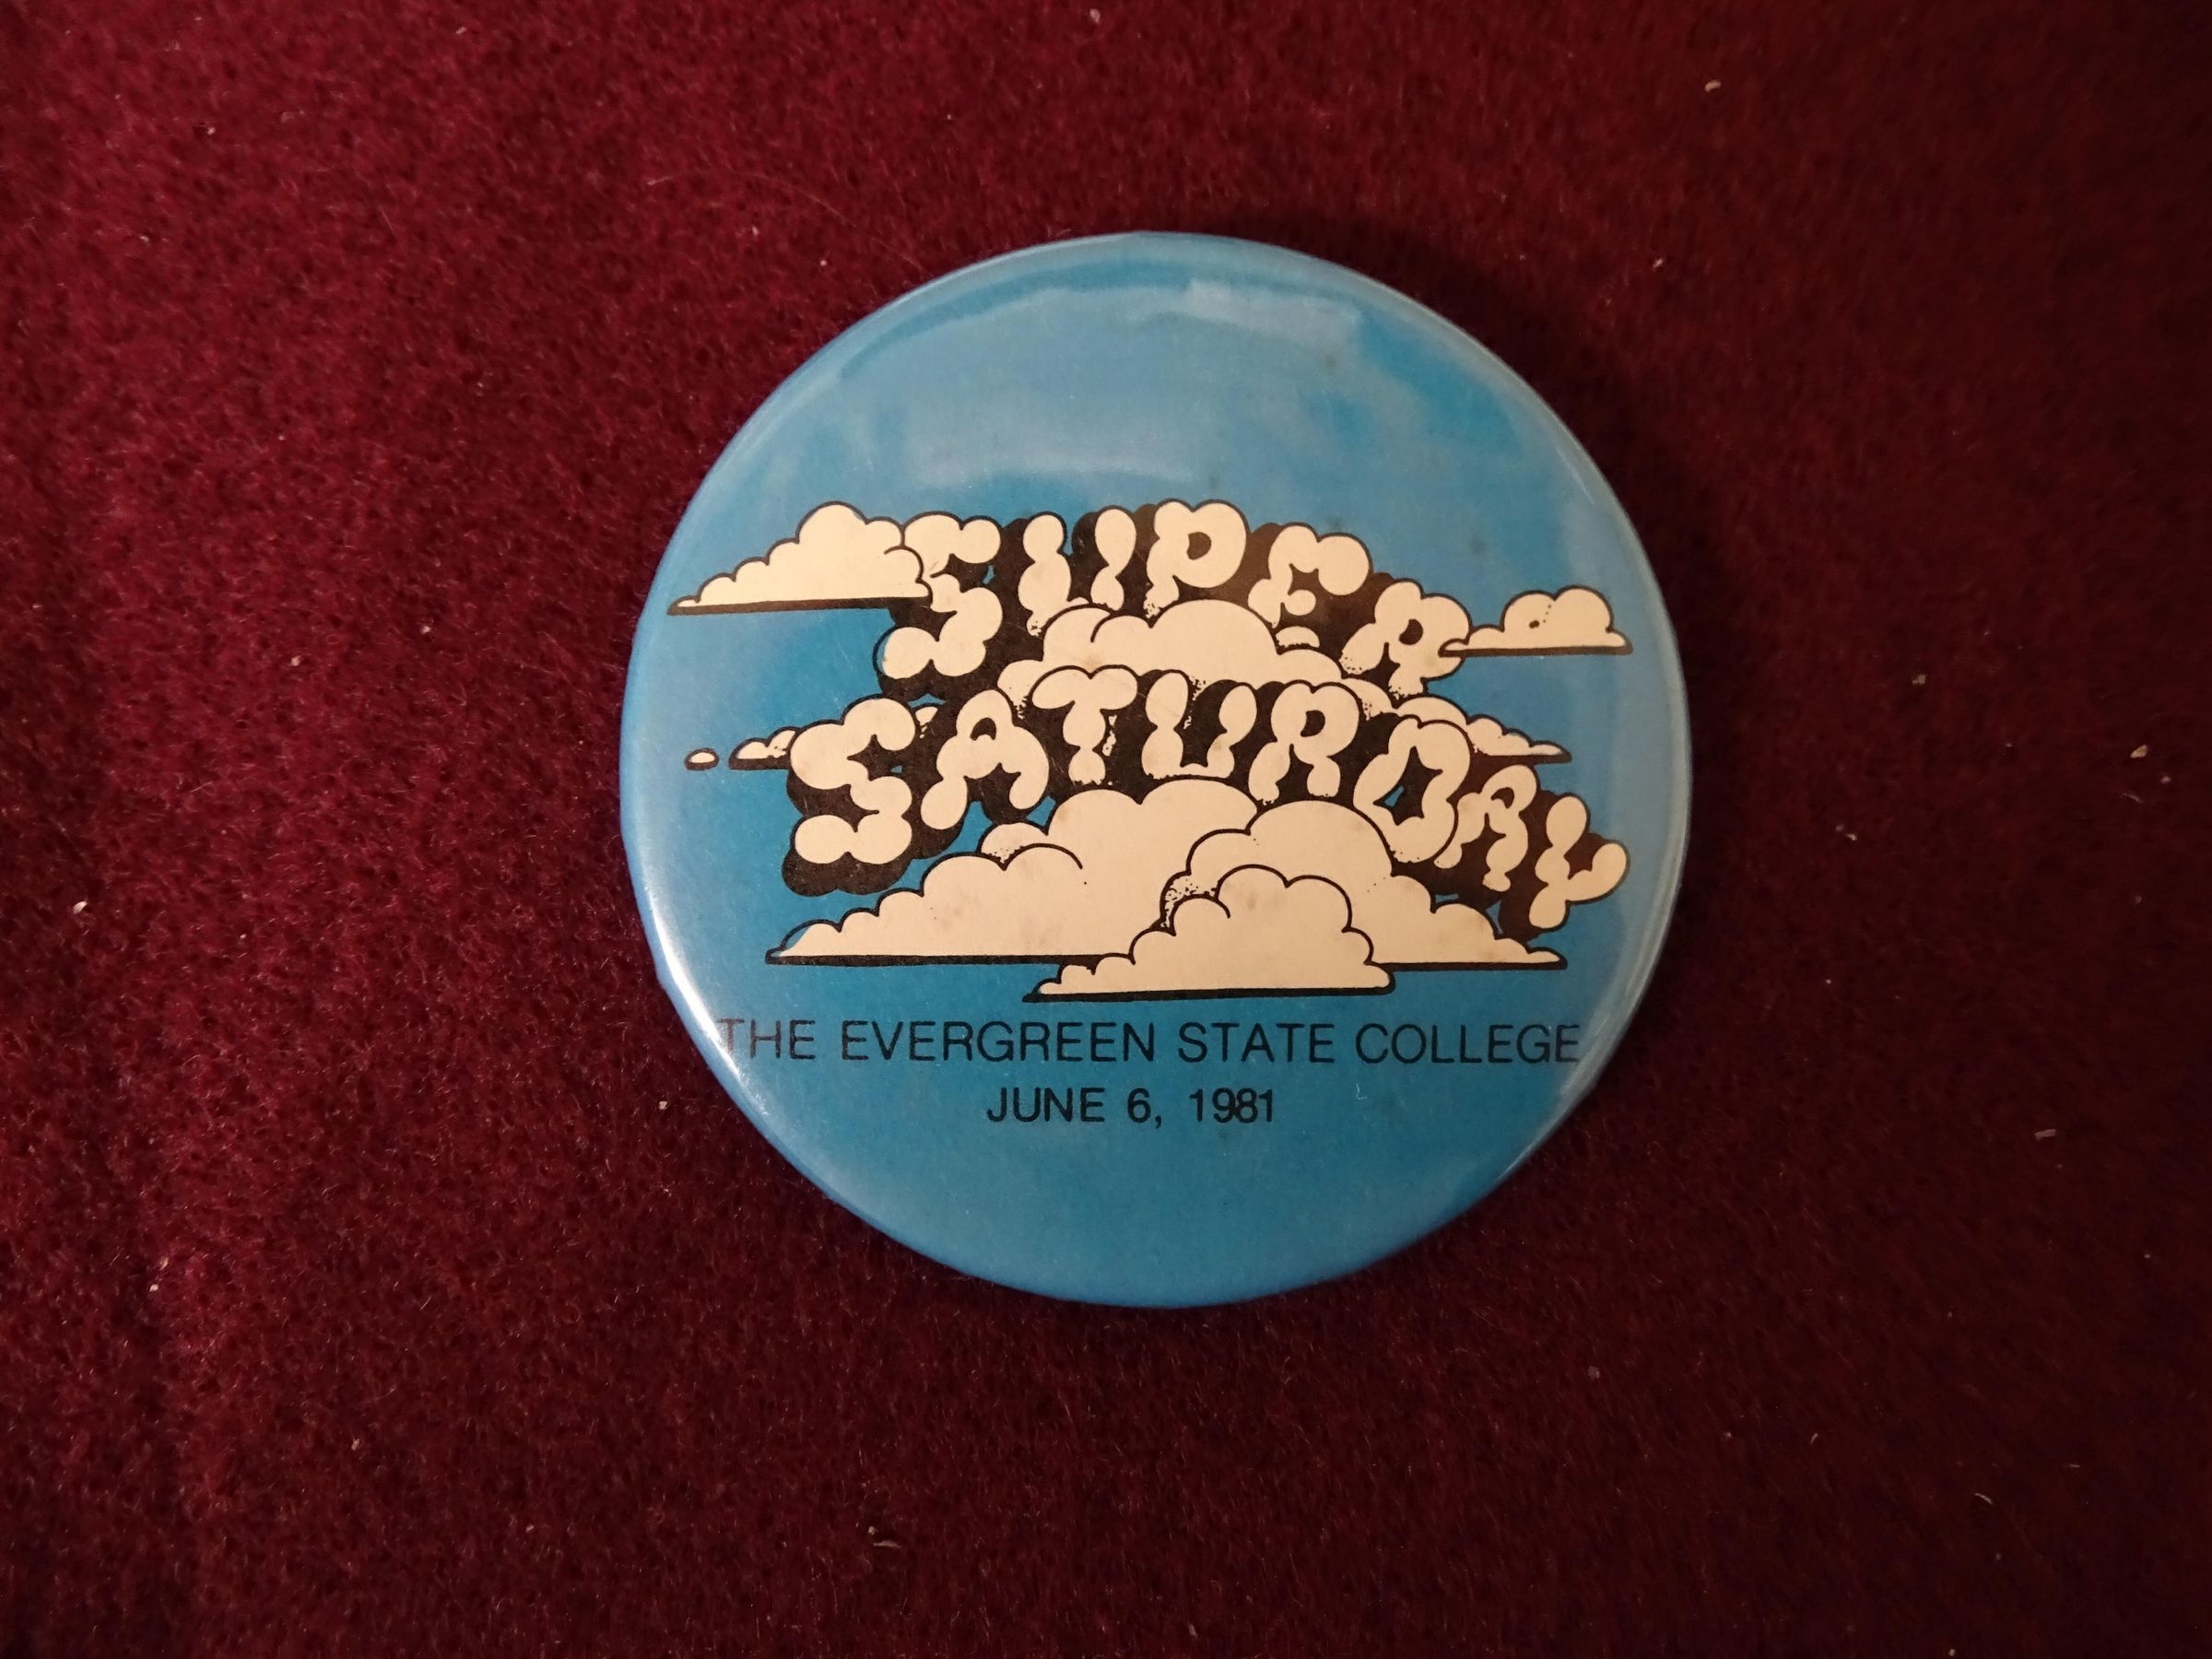 SUPER
SATURDAY
THE EVERGREEN STATE COLLEGE
JUNE 6, 1981